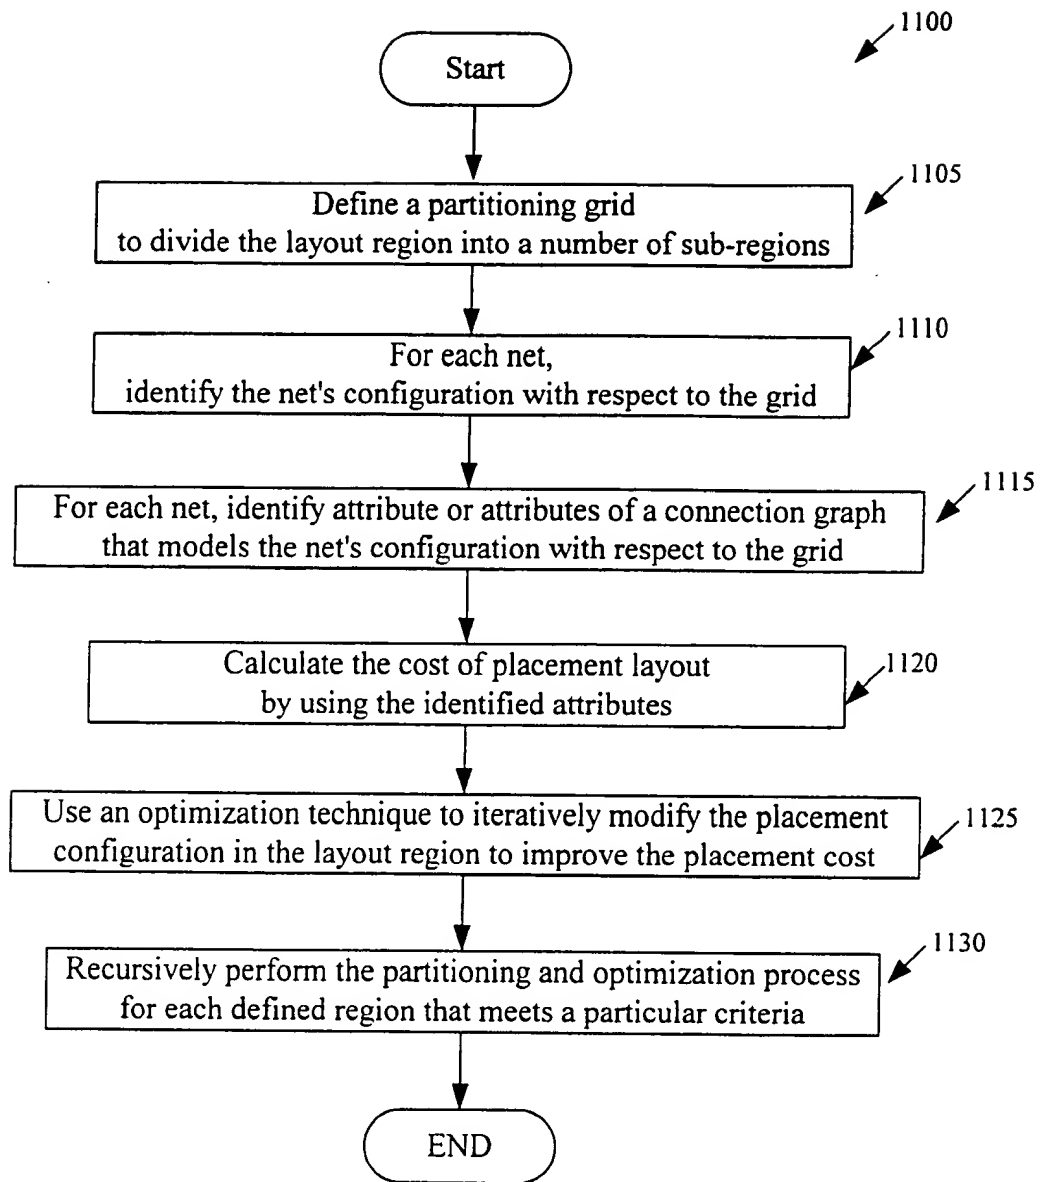 1100
Start
1105
Define a partitioning grid
to divide the layout region into a number of sub-regions
1110
For each net,
identify the net's configuration with respect to the grid
1115
For each net, identify attribute or attributes of a connection graph
that models the net's configuration with respect to the grid
1120
Calculate the cost of placement layout
by using the identified attributes
1125
Use an optimization technique to iteratively modify the placement
configuration in the layout region to improve the placement cost
1130
Recursively perform the partitioning and optimization process
for each defined region that meets a particular criteria
END